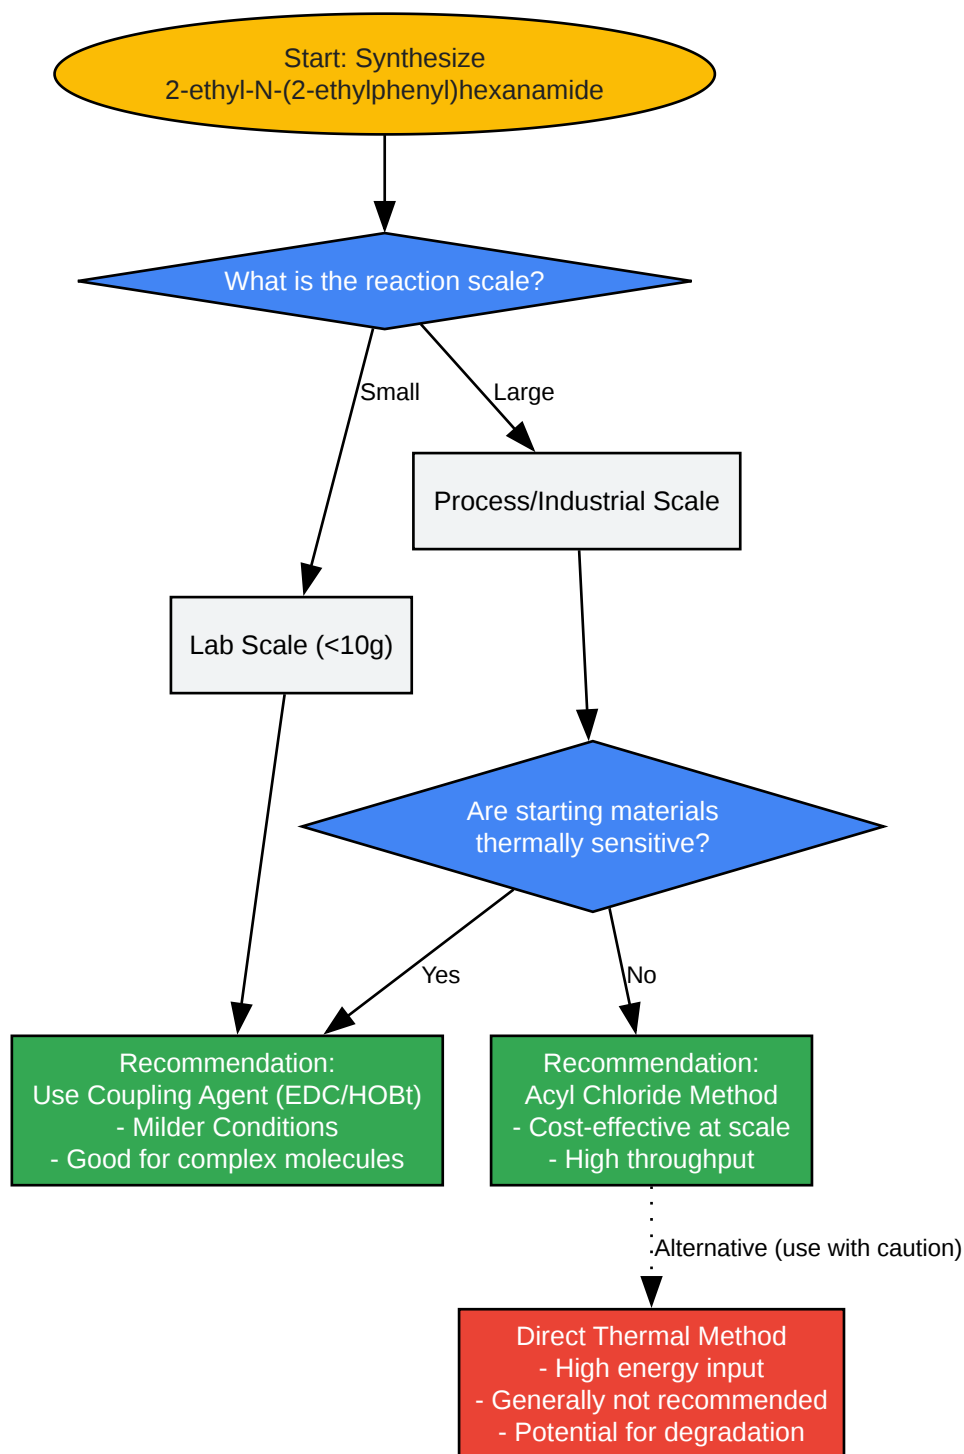 Start: Synthesize
2-ethyl-N-(2-ethylphenyl)hexanamide
What is the reaction scale?
Small
Large
Process/Industrial Scale
Lab Scale (<10g)
Are starting materials
thermally sensitive?
Yes
No
Recommendation:
Use Coupling Agent (EDC/HOBt)
- Milder Conditions
- Good for complex molecules
Recommendation:
Acyl Chloride Method
- Cost-effective at scale
- High throughput
Alternative (use with caution)
Direct Thermal Method
- High energy input
- Generally not recommended
- Potential for degradation